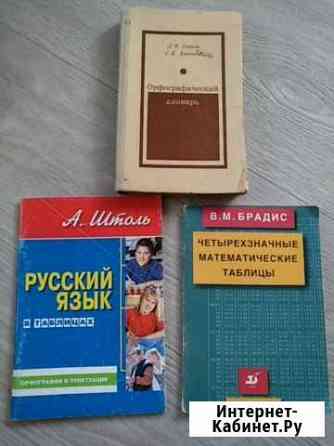 Орфографический
словарь
А. Штоль
РУССКИЙ
ЯЗЫК
В ТАБЛИЦАХ
ОРФОГРАФИЯ И ПУНКТУАЦИЯ
В.М. БРАДИС
ЧЕТЫРЕХЗНАЧНЫЕ
МАТЕМАТИЧЕСКИЕ
ТАБЛИЦЫ
Интернет-
Кабинет.Ру